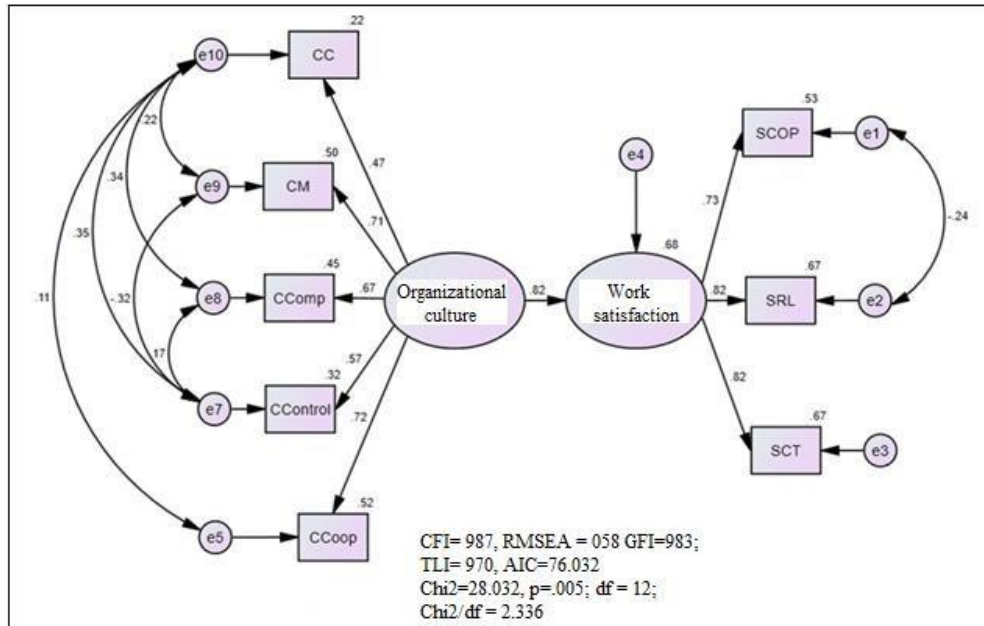 .22
e10
CC
.22
.47
.50
e9
CM
.34
.71
.35
.45
e8
CComp
.67
-.32
.11
Organizational
culture
.82
.17
.57
.32
e7
CControl
.72
.52
e5
CCoop
e4
.68
Work
satisfaction
.53
SCOP
e1
.73
-.24
.67
.82
SRL
e2
.82
.67
SCT
e3
CFI= 987, RMSEA = 058 GFI=983;
TLI= 970, AIC=76.032
Chi2=28.032, p=.005; df = 12;
Chi2/df = 2.336